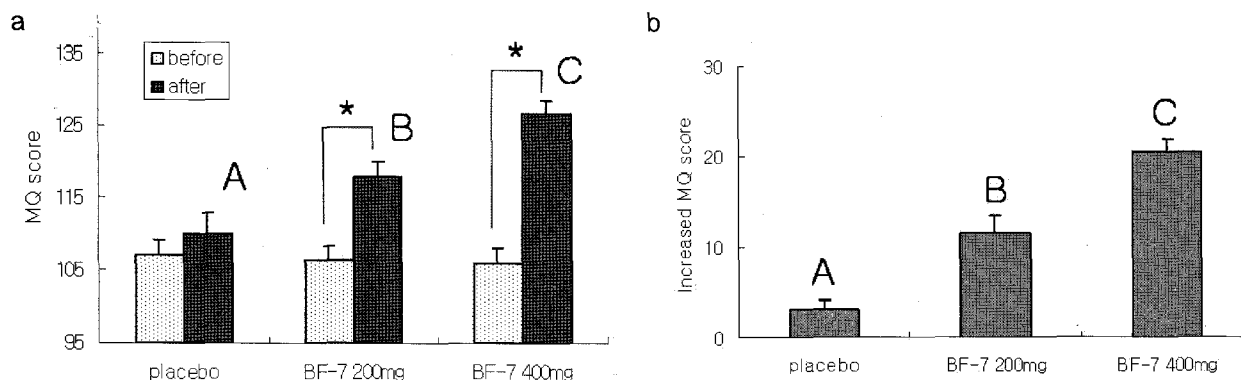 a
135
125
115
105
95
MQ score
before
after
A
*
B
*
C
placebo
BF-7 200mg
BF-7 400mg
b
30
20
10
0
Increased MQ score
A
B
C
placebo
BF-7 200mg
BF-7 400mg